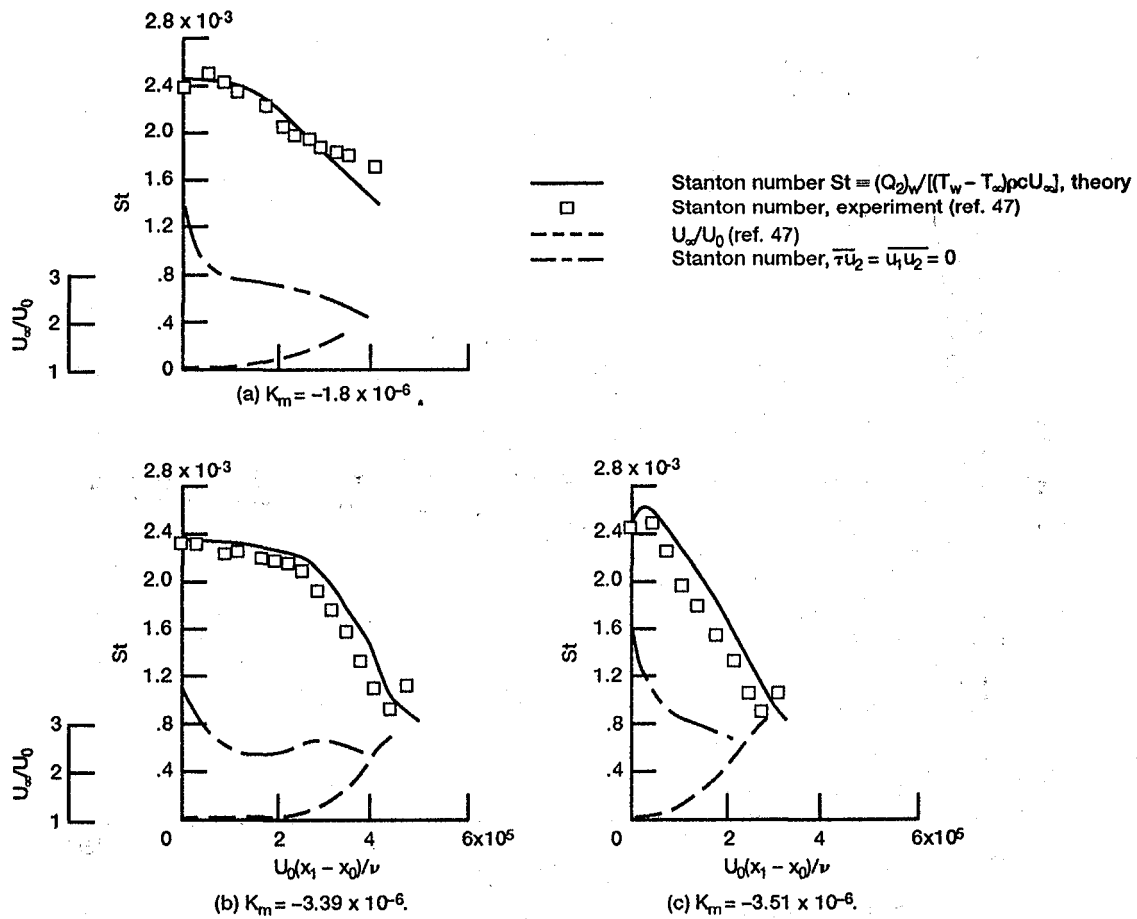 2.8 x 10-3
2.4
2.0
1.6
1.2
.8
.4
0
St
3
2
1
U∞/U0
(a) Km = –1.8 x 10–6
Stanton number St ≡ (Q2)w/[(Tw – T∞)ρcU∞], theory
Stanton number, experiment (ref. 47)
U∞/U0 (ref. 47)
Stanton number, τu2 = u1u2 = 0
2.8 x 10-3
2.4
2.0
1.6
1.2
.8
.4
St
3
2
1
U∞/U0
0 2 4 6x105
U0(x1 – x0)/ν
(b) Km = –3.39 x 10–6.
2.8 x 10-3
2.4
2.0
1.6
1.2
.8
.4
St
0 2 4 6x105
U0(x1 – x0)/ν
(c) Km = –3.51 x 10–6.